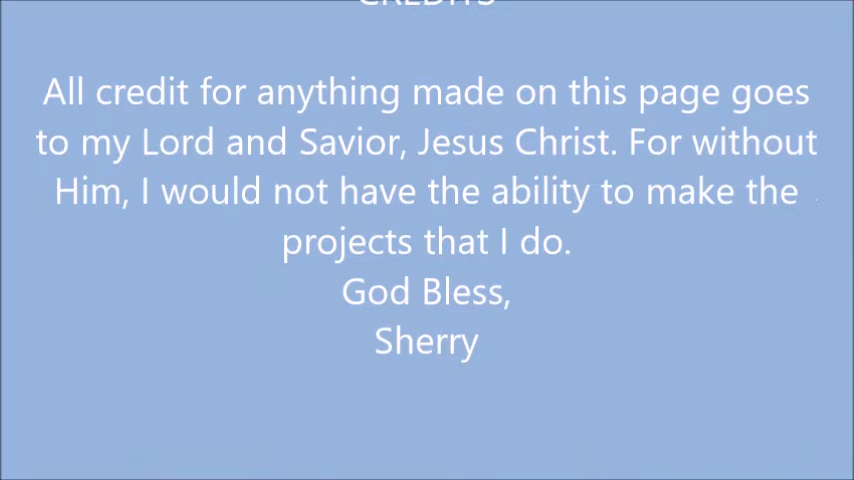 CREDITS
All credit for anything made on this page goes
to my Lord and Savior, Jesus Christ. For without
Him, I would not have the ability to make the
projects that I do.
God Bless,
Sherry